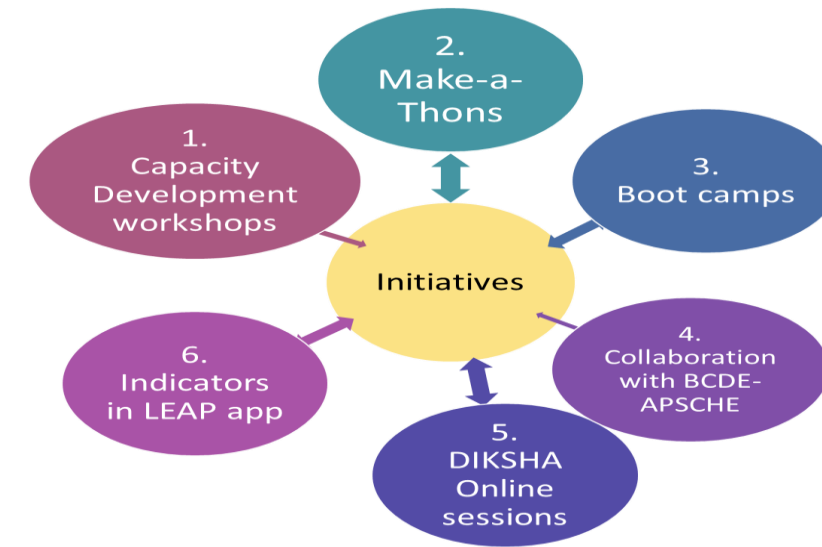 1.
Capacity
Development
workshops
2.
Make-a-
Thons
3.
Boot camps
Initiatives
4.
Collaboration
with BCDE-
APSCHE
5.
DIKSHA
Online
sessions
6.
Indicators
in LEAP app